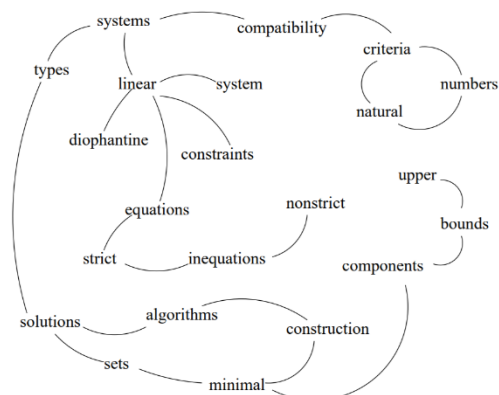 systems
compatibility
criteria
types
linear
system
numbers
natural
diophantine
constraints
upper
equations
nonstrict
bounds
strict
inequations
components
solutions
algorithms
construction
sets
minimal